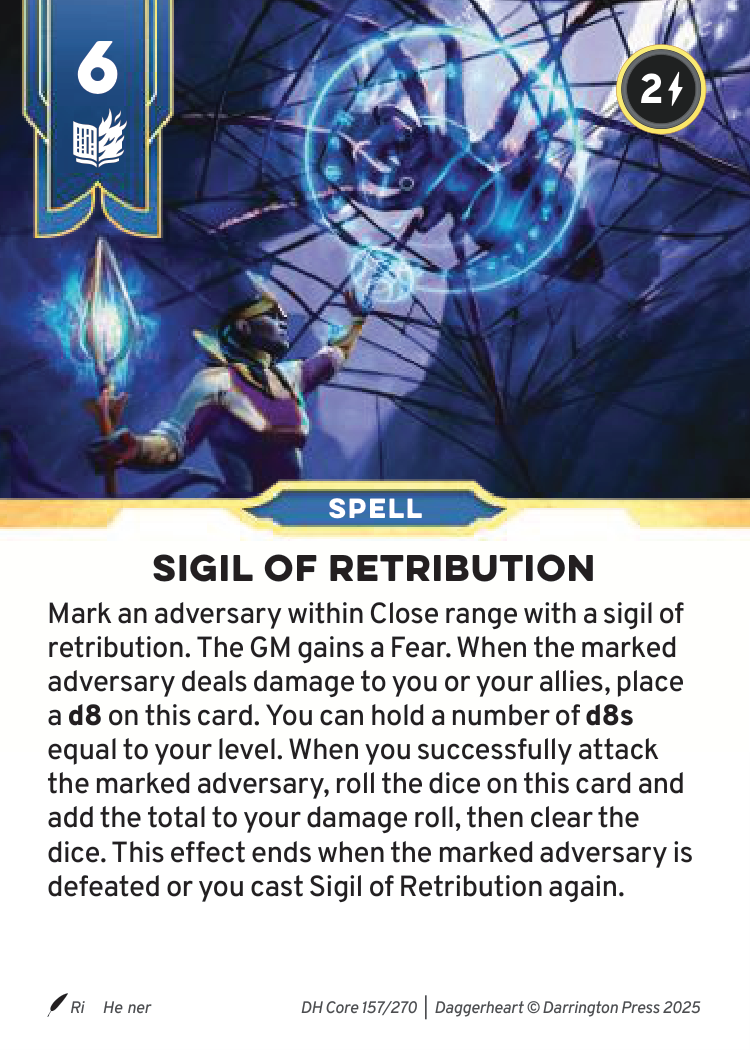 6
2
SPELL
SIGIL OF RETRIBUTION
Mark an adversary within Close range with a sigil of
retribution. The GM gains a Fear. When the marked
adversary deals damage to you or your allies, place
a d8 on this card. You can hold a number of d8s
equal to your level. When you successfully attack
the marked adversary, roll the dice on this card and
add the total to your damage roll, then clear the
dice. This effect ends when the marked adversary is
defeated or you cast Sigil of Retribution again.
Ri He ner
DH Core 157/270 | Daggerheart © Darrington Press 2025